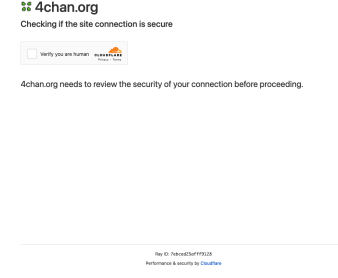 4chan.org
Checking if the site connection is secure
Verify you are human
CLOUDFLARE
Privacy • Terms
4chan.org needs to review the security of your connection before proceeding.
Performance & security by Cloudflare